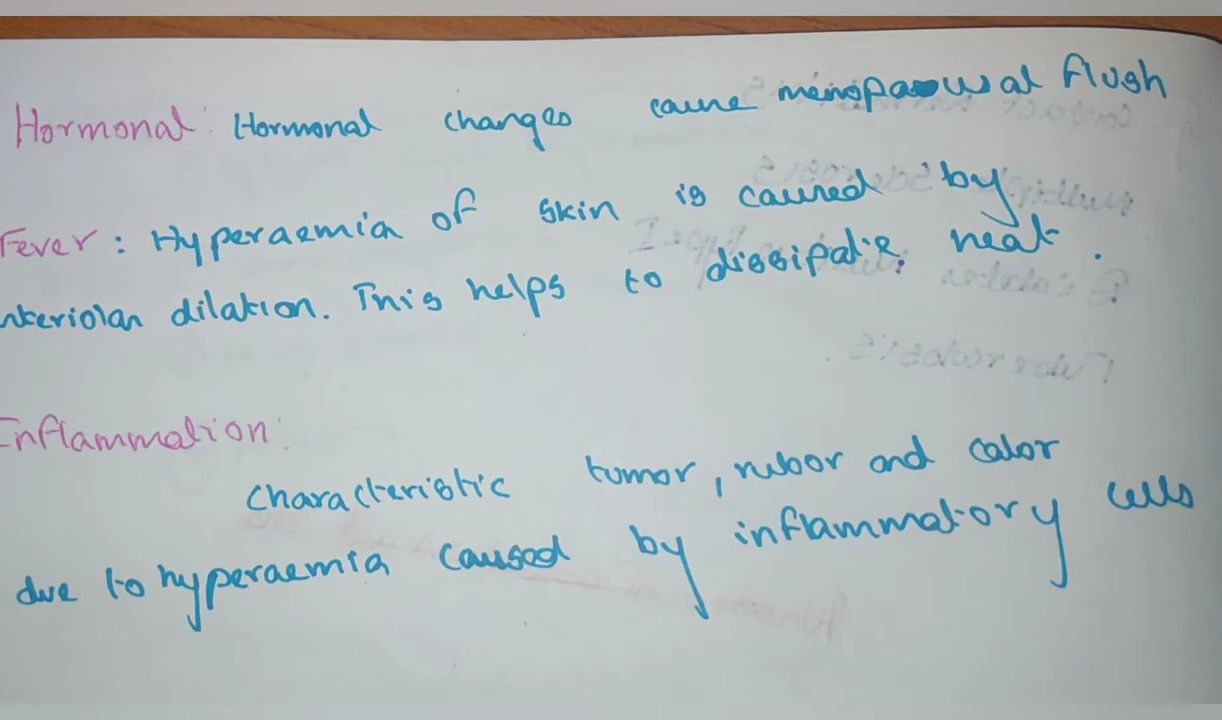 Hormonal: Hormonal changes cause menopausal flush
Fever: Hyperaemia of skin is caused by
arteriolar dilation. This helps to dissipate heat.
Inflammation:
Characteristic tumor, rubor and calor
due to hyperaemia caused by inflammatory cells